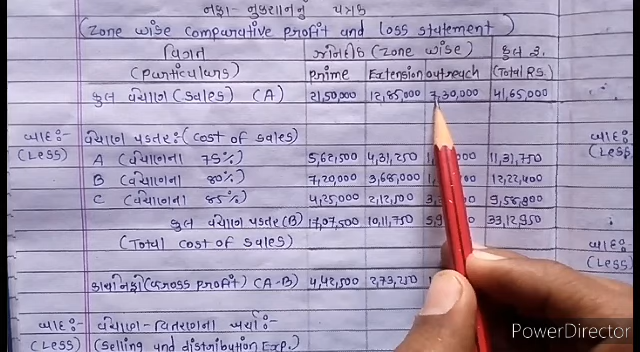 નફા-નુકસાનનું પત્રક
(Zone wise comparative profit and Loss statement)
વિગત ઝોનદીઠ (Zone wise) કુલ રૂ.
(Particulars) Prime Extension outreach (Total RS.)
કુલ વેચાણ (Sales) (A) 21,50,000 12,85,000 7,30,000 41,65,000
બાદઃ- વેચાણ પડતરઃ (Cost of Sales) બાદઃ-
(Less) A (વેચાણના 75%) 5,62,500 4,31,250 11,31,750 (Less)
B (વેચાણના 80%) 7,20,000 3,68,000 12,22,400
C (વેચાણના 85%) 4,25,000 2,12,500 9,58,800
કુલ વેચાણ પડતર (B) 17,07,500 10,11,750 33,12,950
(Total cost of sales) બાદઃ-
(Less)
કાચોનફો (Gross profit) (A-B) 4,42,500 2,73,250
બાદઃ- વેચાણ-વિતરણના ખર્ચા:-
(Less) (Selling and distribution Exp.)
PowerDirector